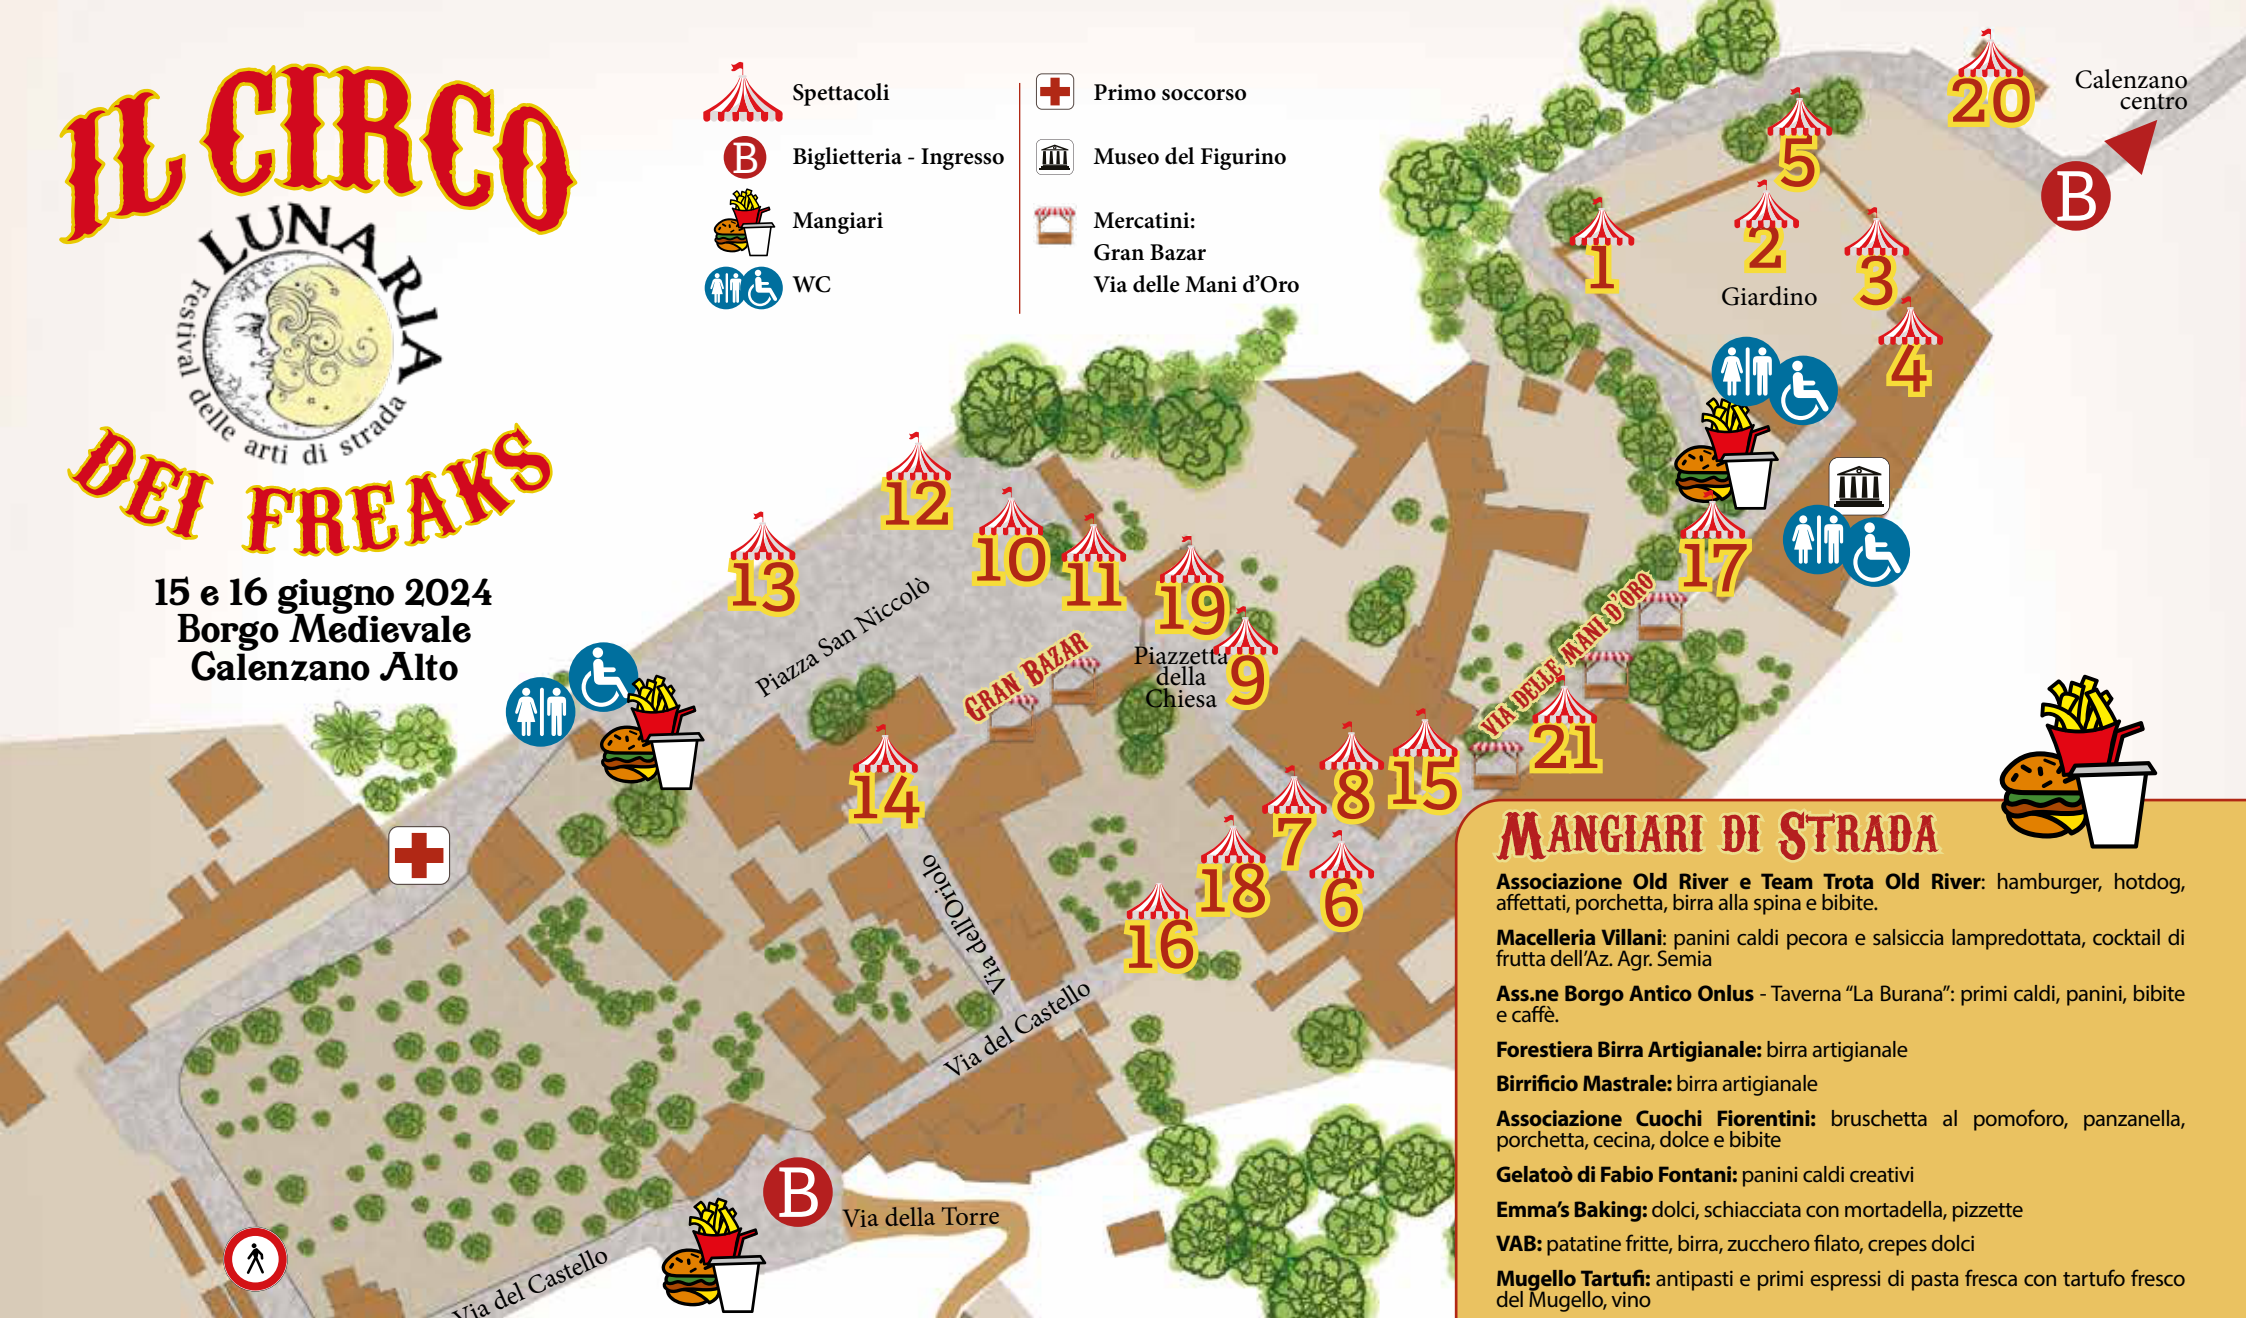 IL CIRCO
LUNARIA
Festival delle arti di strada
DEI FREAKS
15 e 16 giugno 2024
Borgo Medievale
Calenzano Alto
Spettacoli
B Biglietteria - Ingresso
Mangiari
WC
Primo soccorso
Museo del Figurino
Mercatini:
Gran Bazar
Via delle Mani d'Oro
20
Calenzano
centro
B
5
1
2
3
Giardino
4
12
10
11
13
19
17
9
Piazza San Niccolò
GRAN BAZAR
Piazzetta
della
Chiesa
VIA DELLE MANI D'ORO
21
14
8
15
7
18
6
16
Via dell'Oriolo
Via del Castello
B
Via della Torre
Via del Castello
MANGIARI DI STRADA
Associazione Old River e Team Trota Old River: hamburger, hotdog,
affettati, porchetta, birra alla spina e bibite.
Macelleria Villani: panini caldi pecora e salsiccia lampredottata, cocktail di
frutta dell'Az. Agr. Semia
Ass.ne Borgo Antico Onlus - Taverna “La Burana”: primi caldi, panini, bibite
e caffè.
Forestiera Birra Artigianale: birra artigianale
Birrificio Mastrale: birra artigianale
Associazione Cuochi Fiorentini: bruschetta al pomoforo, panzanella,
porchetta, cecina, dolce e bibite
Gelatoò di Fabio Fontani: panini caldi creativi
Emma's Baking: dolci, schiacciata con mortadella, pizzette
VAB: patatine fritte, birra, zucchero filato, crepes dolci
Mugello Tartufi: antipasti e primi espressi di pasta fresca con tartufo fresco
del Mugello, vino